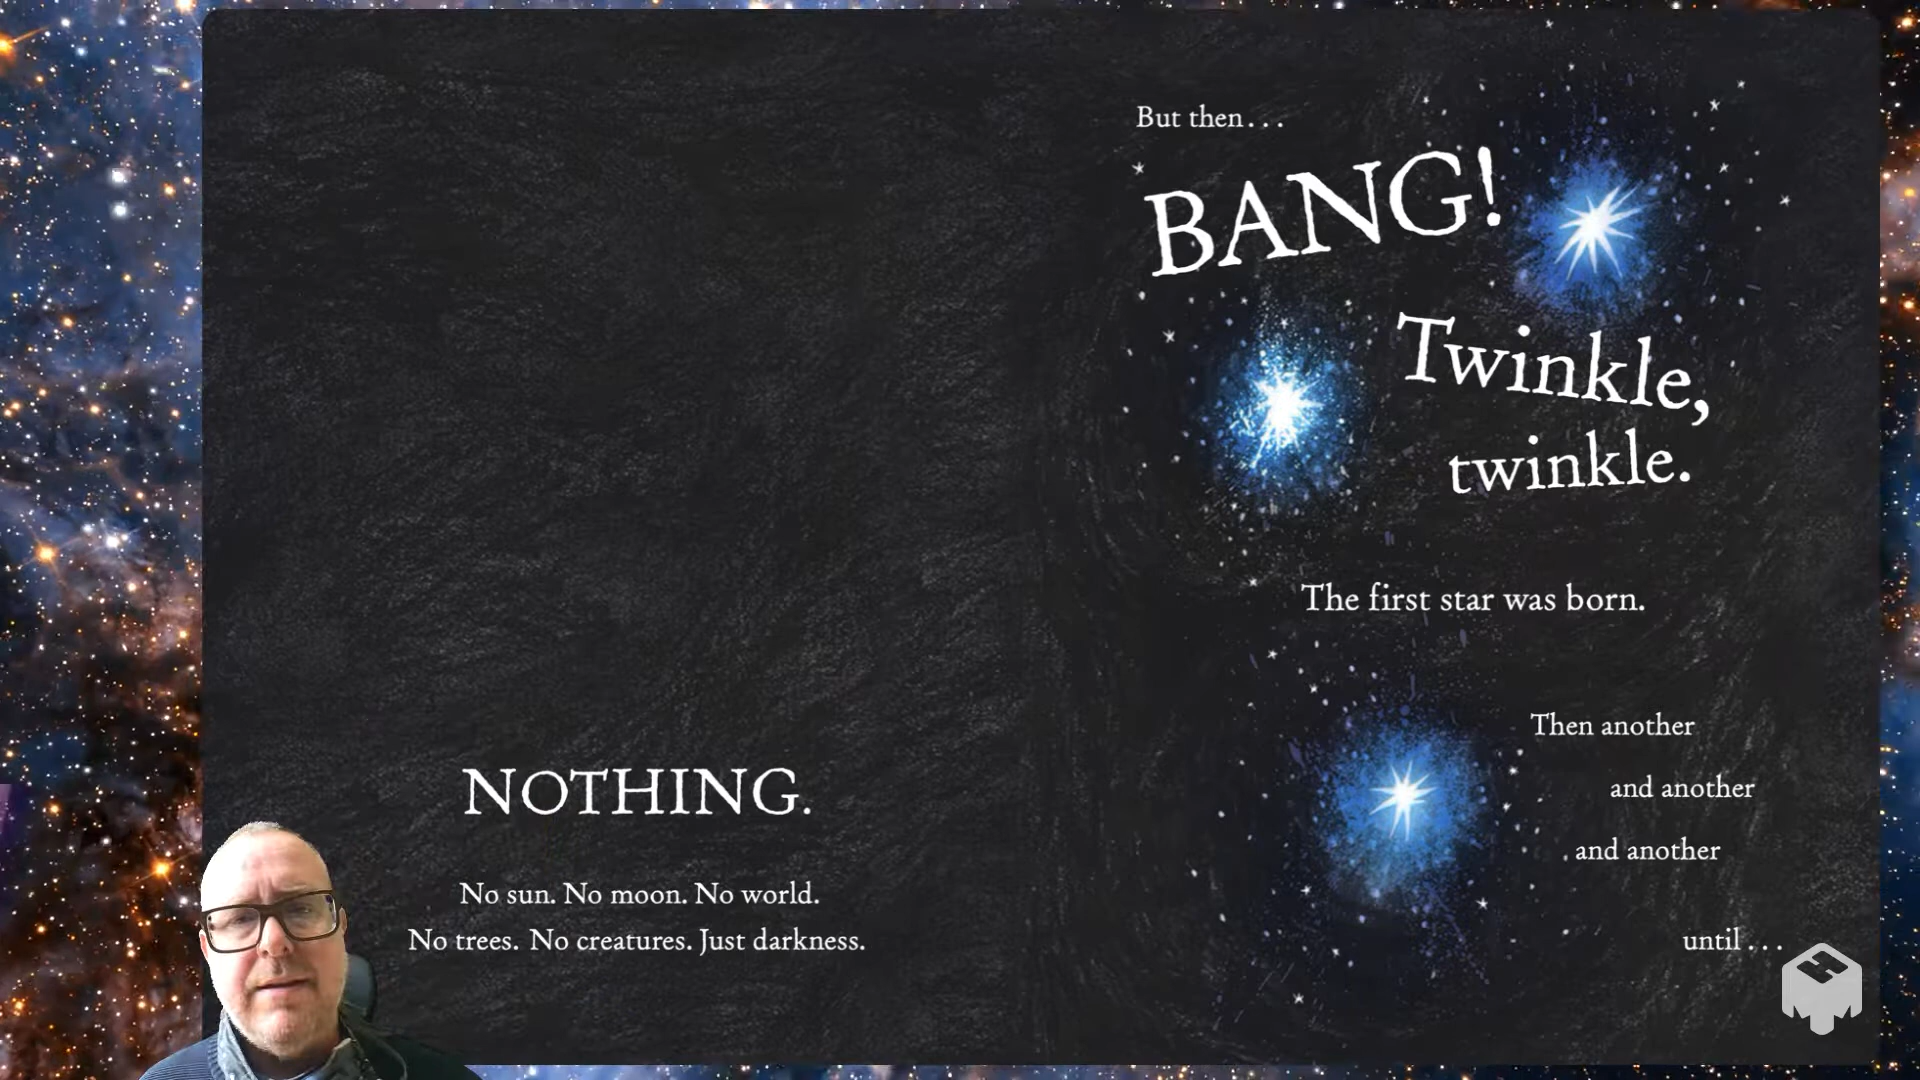 NOTHING.
No sun. No moon. No world.
No trees. No creatures. Just darkness.
But then...
BANG!
Twinkle,
twinkle.
The first star was born.
Then another
and another
and another
until...